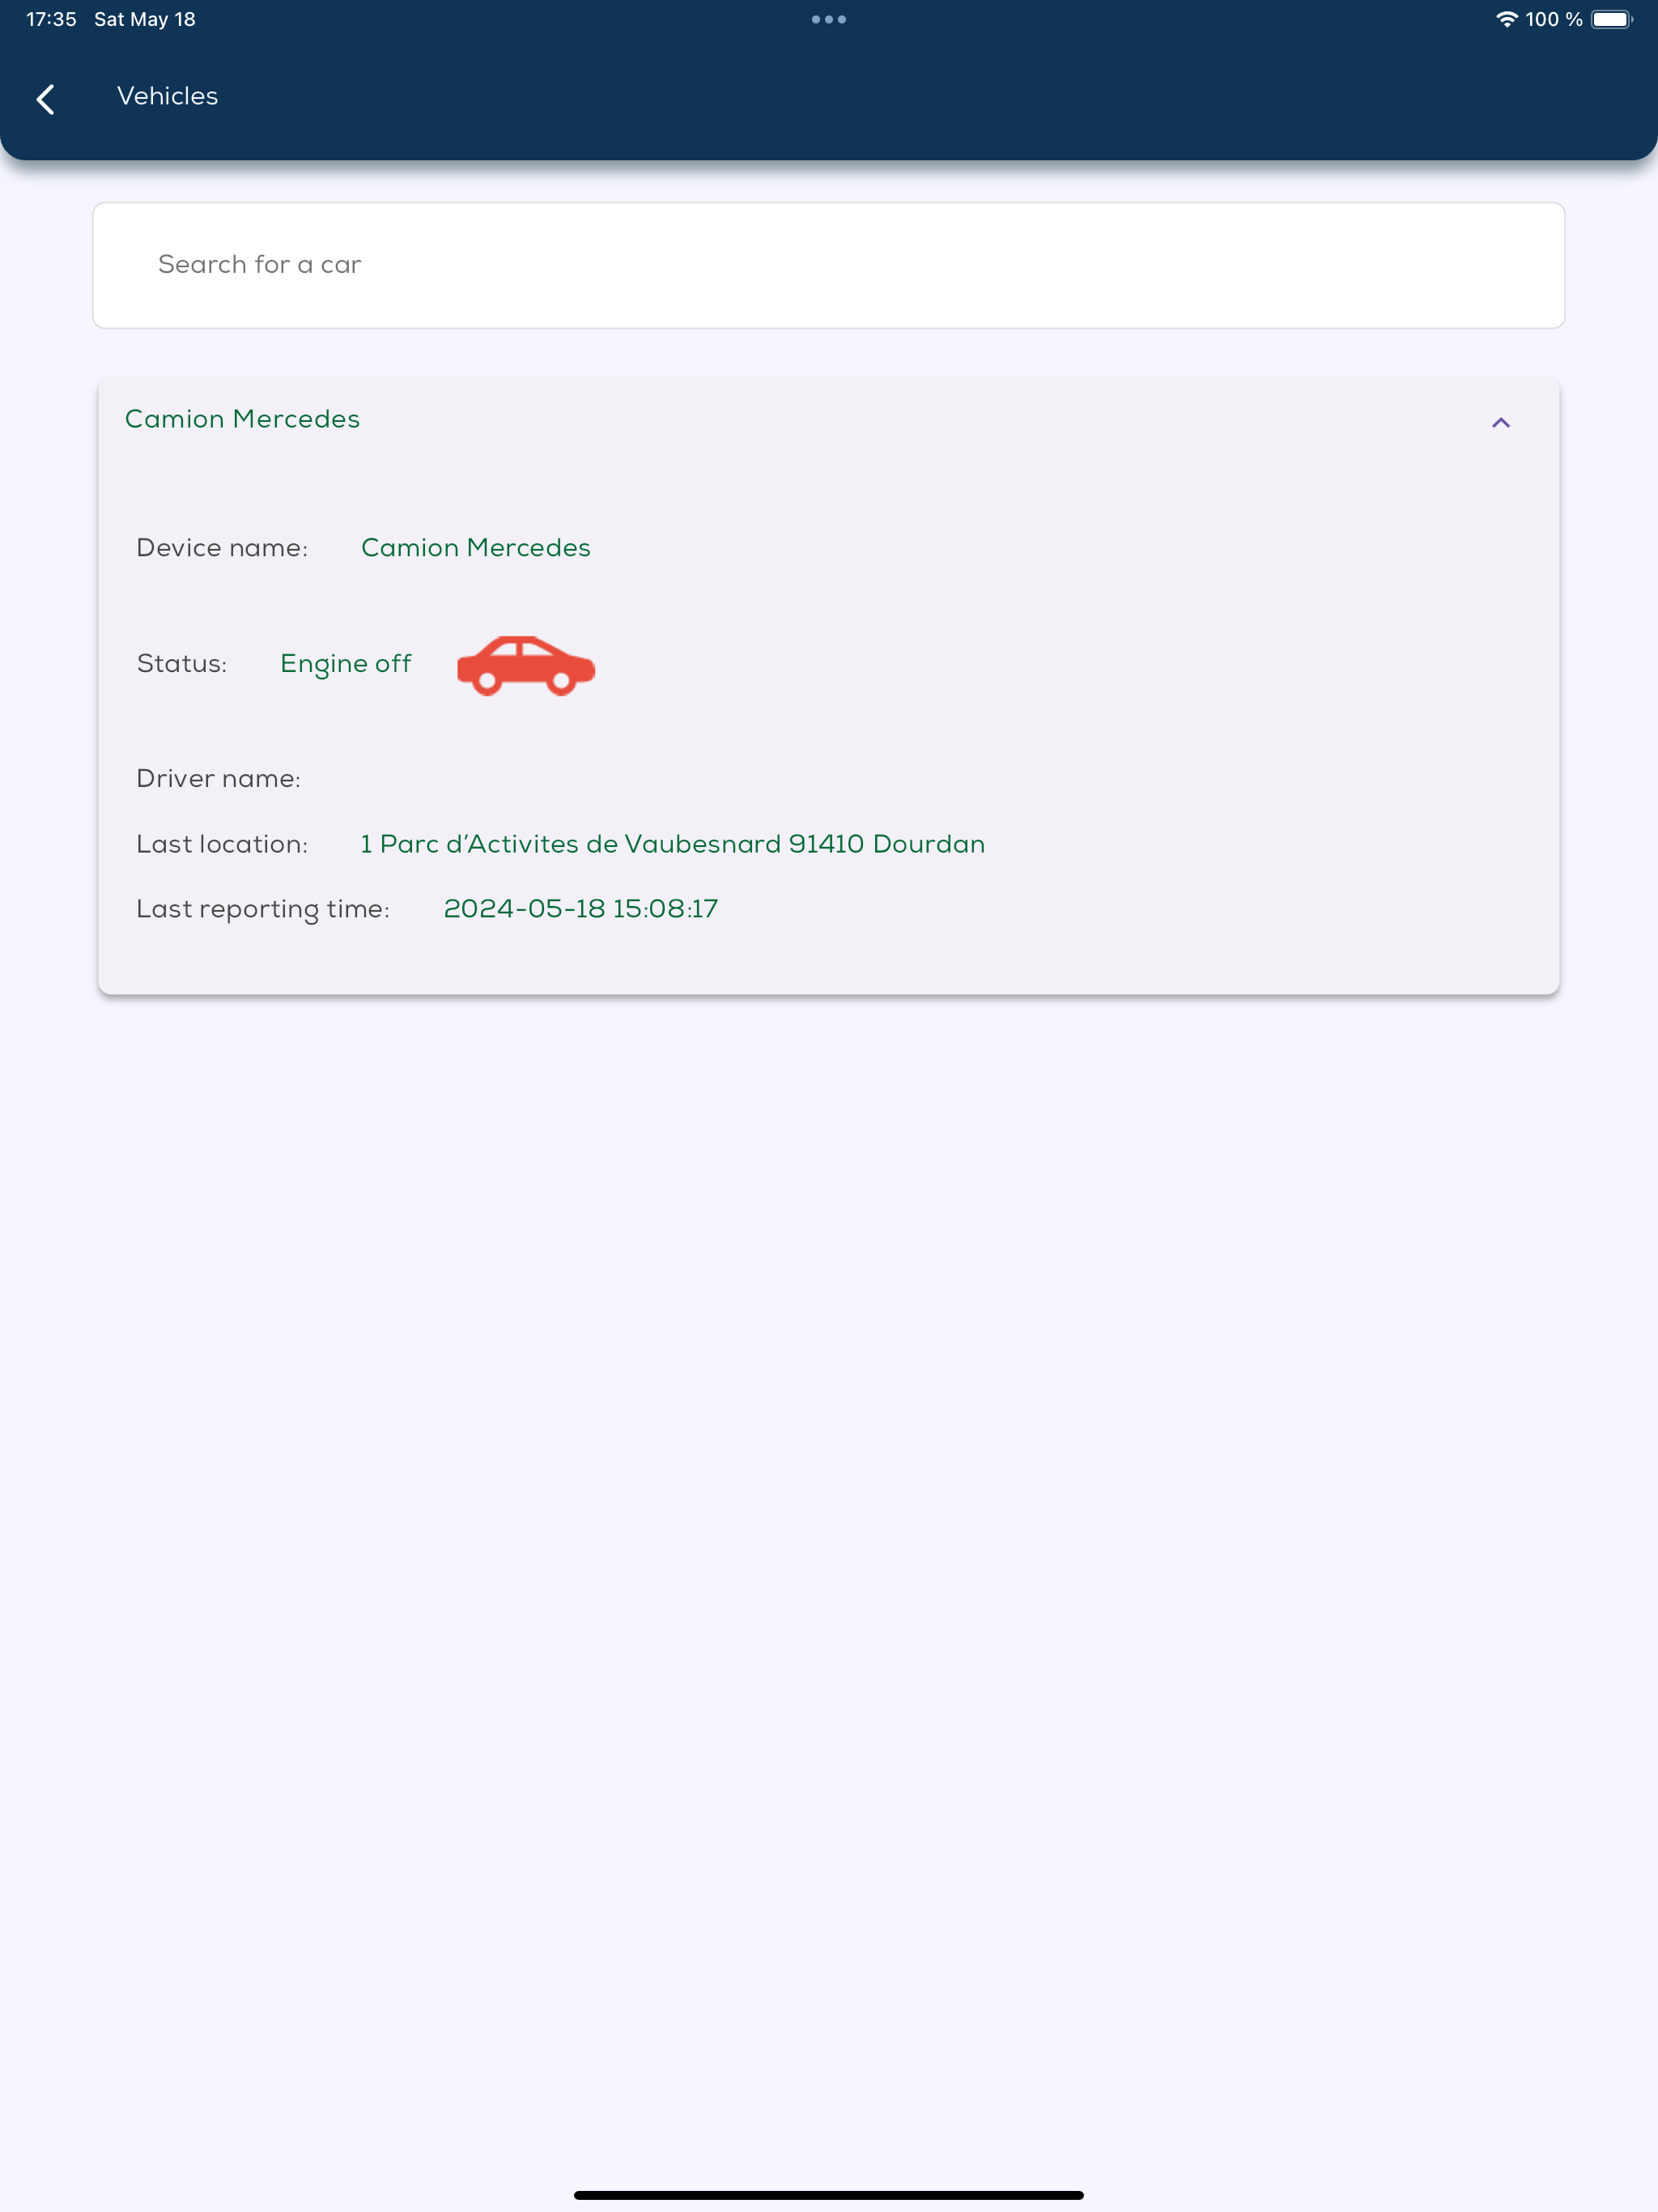 17:35 Sat May 18 100 %
Vehicles
Search for a car
Camion Mercedes
Device name: Camion Mercedes
Status: Engine off
Driver name:
Last location: 1 Parc d’Activites de Vaubesnard 91410 Dourdan
Last reporting time: 2024-05-18 15:08:17